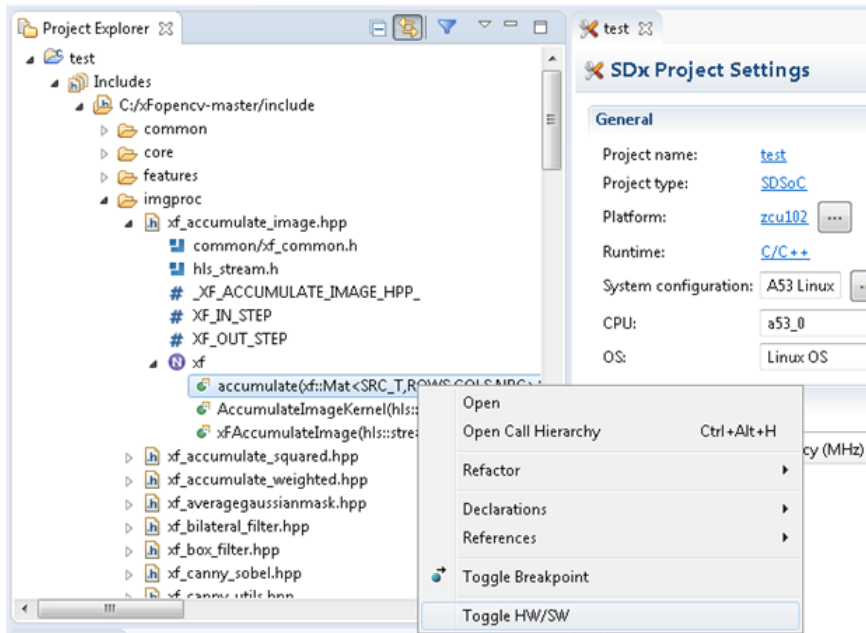 Project Explorer
test
Includes
C:/xFopencv-master/include
common
core
features
imgproc
xf_accumulate_image.hpp
common/xf_common.h
hls_stream.h
_XF_ACCUMULATE_IMAGE_HPP_
XF_IN_STEP
XF_OUT_STEP
xf
accumulate(xf::Mat<SRC_T,ROWS,COLS,NPC>
AccumulateImageKernel(hls::
xFAccumulateImage(hls::stre
xf_accumulate_squared.hpp
xf_accumulate_weighted.hpp
xf_averagegaussianmask.hpp
xf_bilateral_filter.hpp
xf_box_filter.hpp
xf_canny_sobel.hpp
xf_canny_utils.hpp
test
SDx Project Settings
General
Project name: test
Project type: SDSoC
Platform: zcu102 ...
Runtime: C/C++
System configuration: A53 Linux
CPU: a53_0
OS: Linux OS
cy (MHz)
Open
Open Call Hierarchy Ctrl+Alt+H
Refactor
Declarations
References
Toggle Breakpoint
Toggle HW/SW